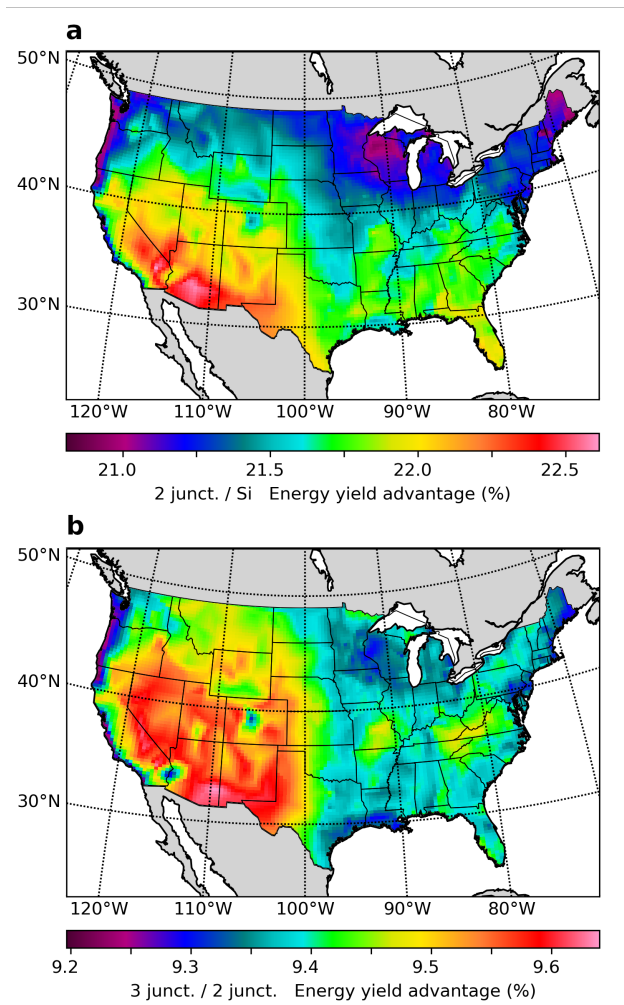 a
50°N
40°N
30°N
120°W 110°W 100°W 90°W 80°W
21.0 21.5 22.0 22.5
2 junct. / Si Energy yield advantage (%)
b
50°N
40°N
30°N
120°W 110°W 100°W 90°W 80°W
9.2 9.3 9.4 9.5 9.6
3 junct. / 2 junct. Energy yield advantage (%)